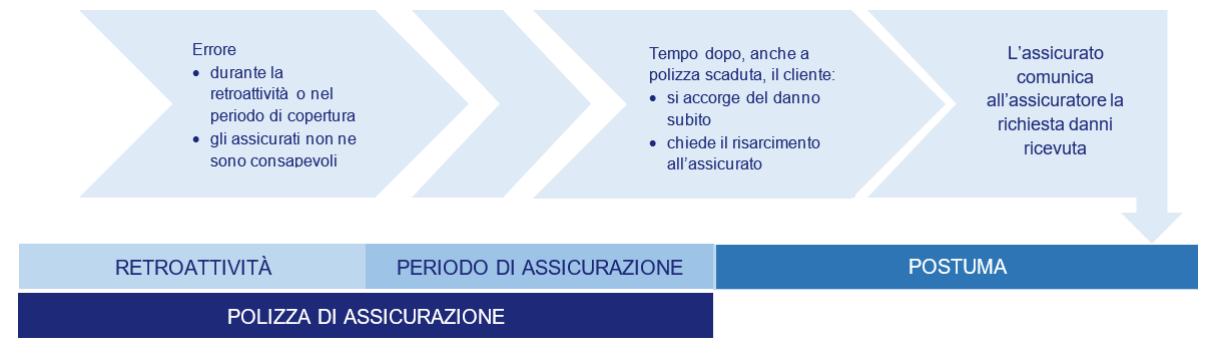 Errore
• durante la
retroattività o nel
periodo di copertura
• gli assicurati non ne
sono consapevoli
Tempo dopo, anche a
polizza scaduta, il cliente:
• si accorge del danno
subito
• chiede il risarcimento
all'assicurato
L'assicurato
comunica
all'assicuratore la
richiesta danni
ricevuta
RETROATTIVITÀ
PERIODO DI ASSICURAZIONE
POSTUMA
POLIZZA DI ASSICURAZIONE